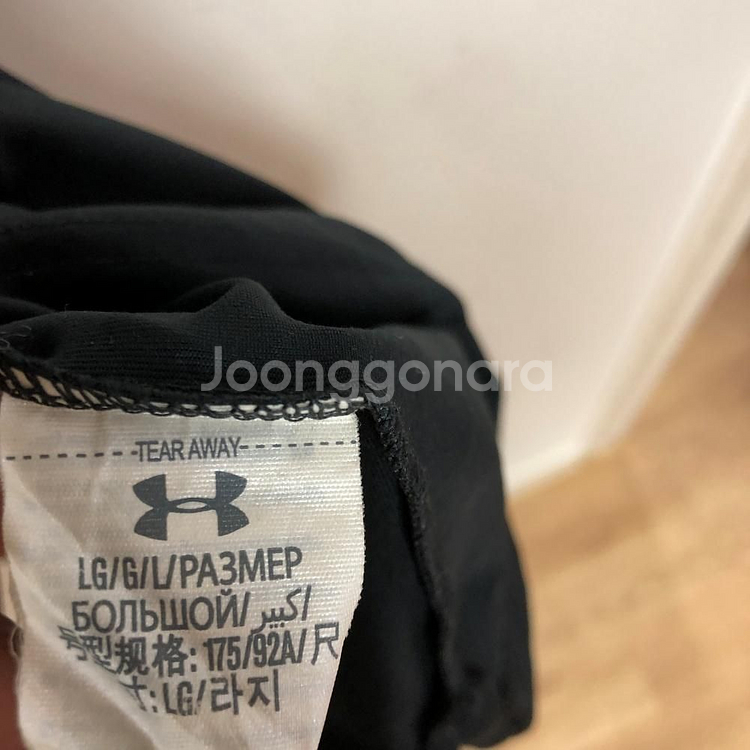 Joonggonara
TEAR AWAY
LG/G/L/РАЗМЕР
БОЛЬШОЙ/كبير/
号型规格: 175/92A/尺
寸: LG/라지